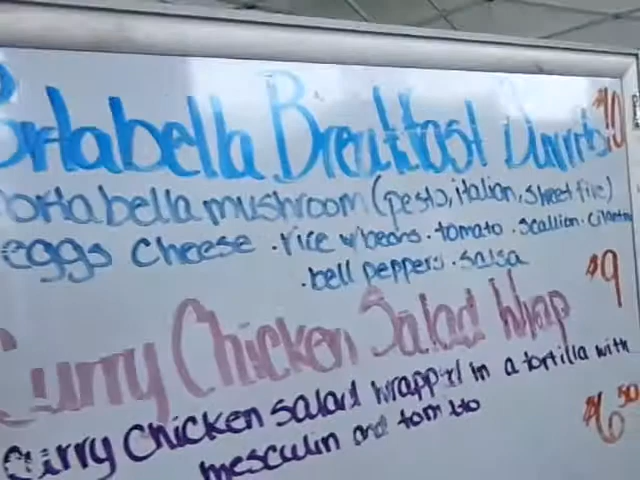 Portabella Breakfast Burrito $10
Portabella mushroom (pesto, italian, street fire)
eggs cheese . rice w/beans . tomato . scallion . cilantro
. bell peppers . salsa
$9
Curry Chicken Salad Wrap
Curry Chicken salad wrapped in a tortilla with
mesculin and tomato
$6.50